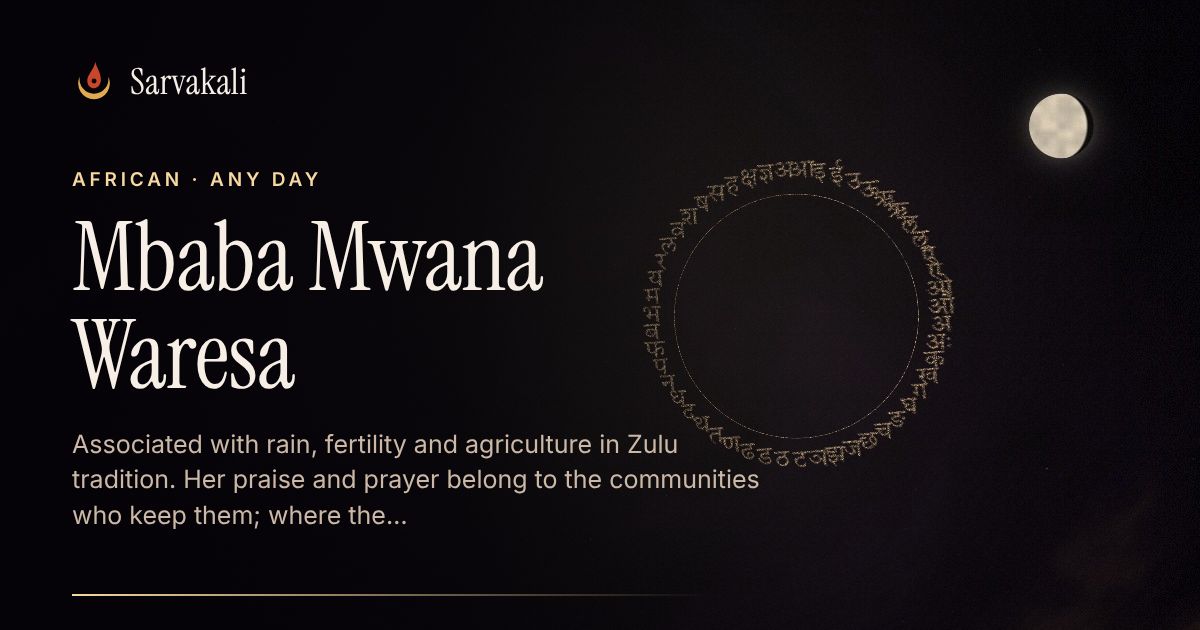 Sarvakali
AFRICAN · ANY DAY
Mbaba Mwana
Waresa
Associated with rain, fertility and agriculture in Zulu
tradition. Her praise and prayer belong to the communities
who keep them; where the...